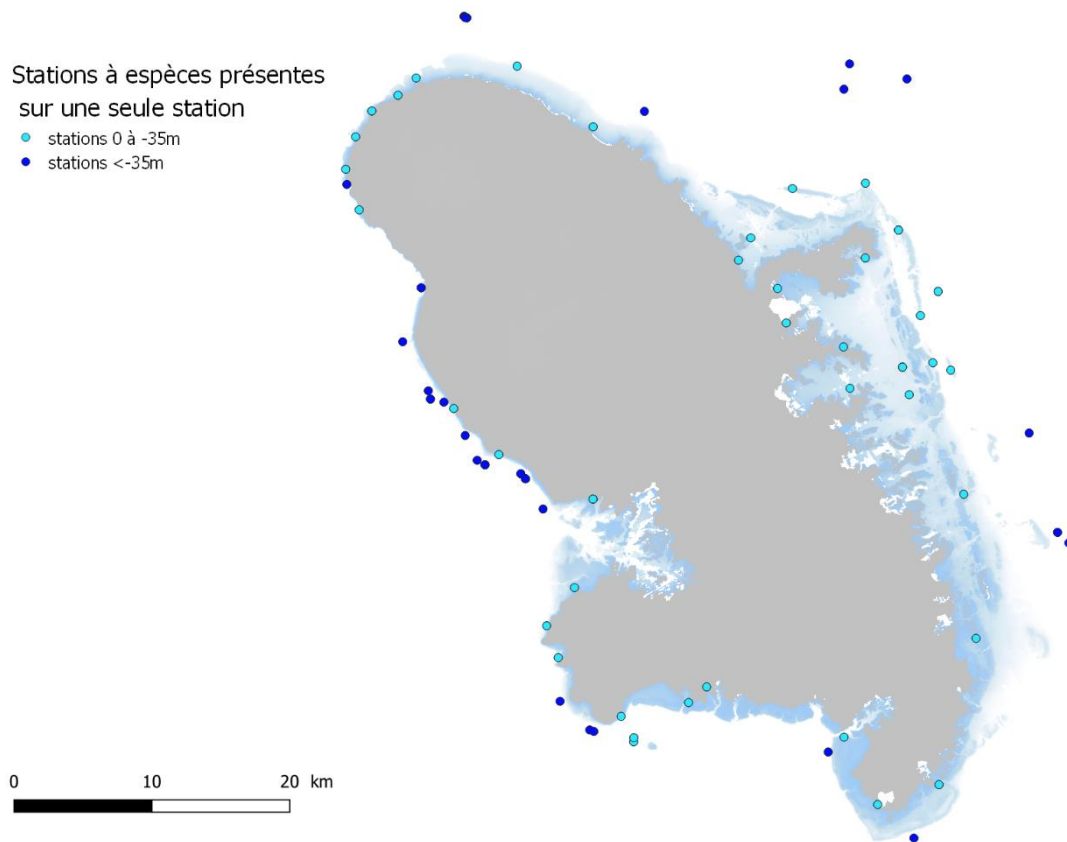 Stations à espèces présentes
sur une seule station
stations 0 à -35m
stations <-35m
0 10 20 km